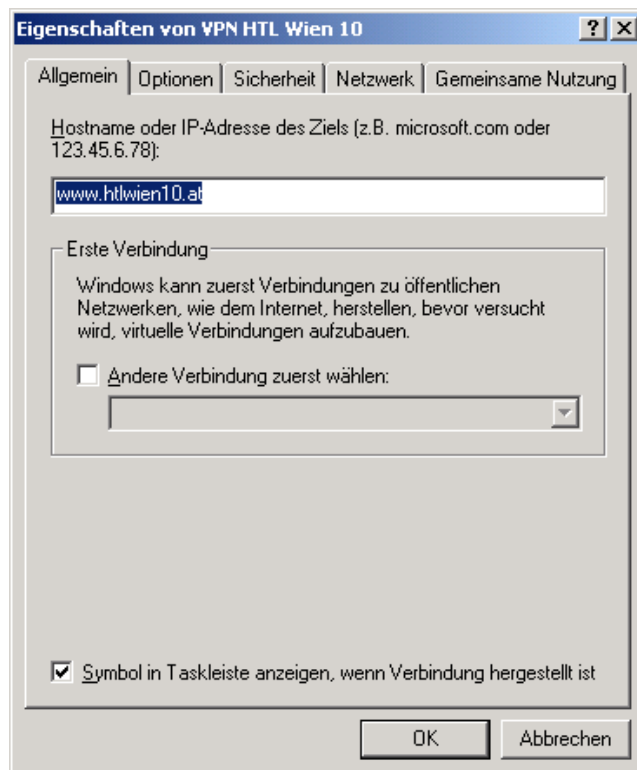 Eigenschaften von VPN HTL Wien 10
Allgemein Optionen Sicherheit Netzwerk Gemeinsame Nutzung
Hostname oder IP-Adresse des Ziels (z.B. microsoft.com oder
123.45.6.78):
www.htlwien10.at
Erste Verbindung
Windows kann zuerst Verbindungen zu öffentlichen
Netzwerken, wie dem Internet, herstellen, bevor versucht
wird, virtuelle Verbindungen aufzubauen.
Andere Verbindung zuerst wählen:
Symbol in Taskleiste anzeigen, wenn Verbindung hergestellt ist
OK Abbrechen